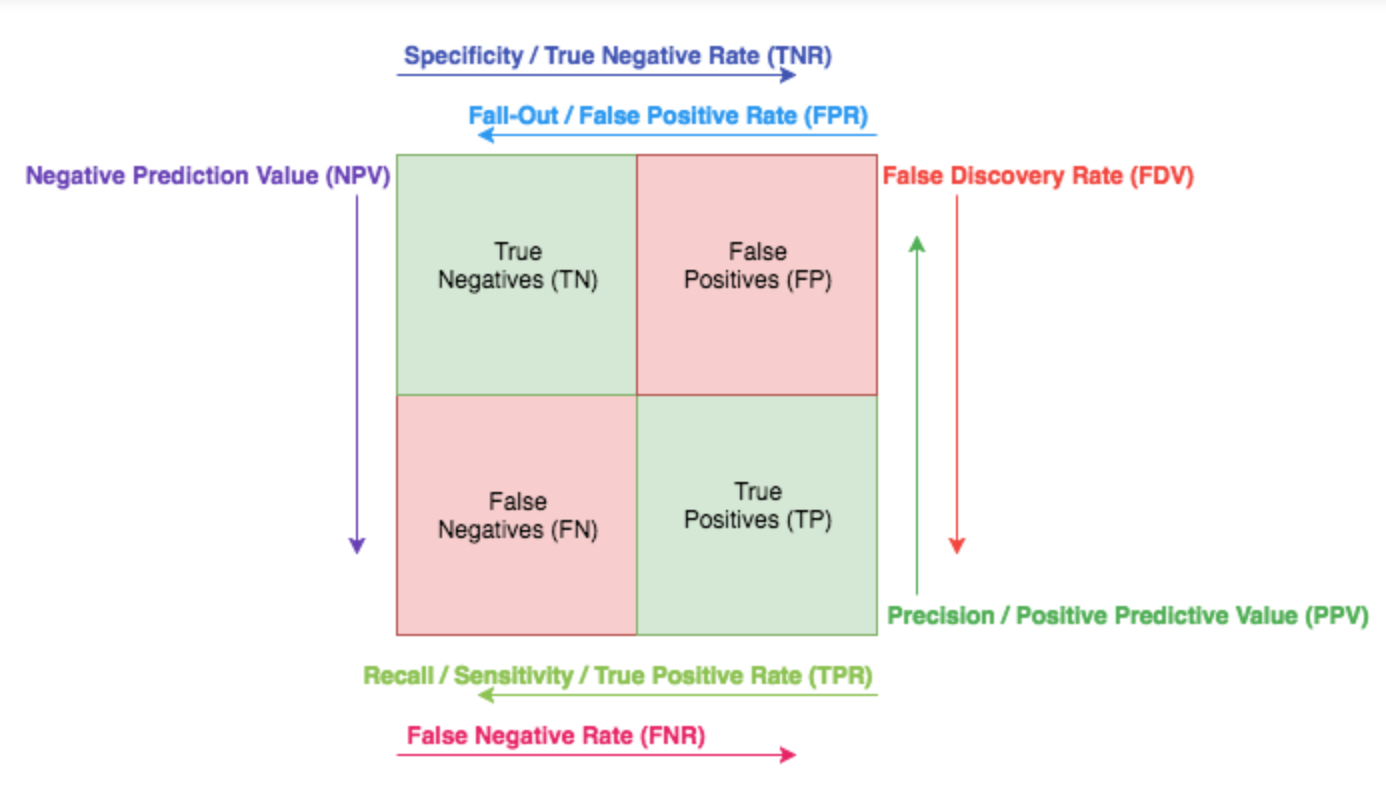 Specificity / True Negative Rate (TNR)
Fall-Out / False Positive Rate (FPR)
Negative Prediction Value (NPV)
False Discovery Rate (FDV)
True
Negatives (TN)
False
Positives (FP)
False
Negatives (FN)
True
Positives (TP)
Precision / Positive Predictive Value (PPV)
Recall / Sensitivity / True Positive Rate (TPR)
False Negative Rate (FNR)